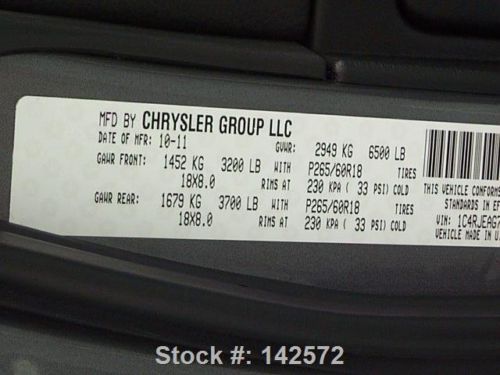 MFD BY CHRYSLER GROUP LLC
DATE OF MFR: 10-11 GVWR: 2949 KG 6500 LB
GAWR FRONT: 1452 KG 3200 LB WITH P265/60R18 TIRES
18X8.0 RIMS AT 230 KPA ( 33 PSI) COLD
GAWR REAR: 1679 KG 3700 LB WITH P265/60R18 TIRES
18X8.0 RIMS AT 230 KPA ( 33 PSI) COLD
THIS VEHICLE CONFORM
STANDARDS IN EF
VIN: 1C4RJEAG7
VEHICLE MADE IN U
Stock #: 142572